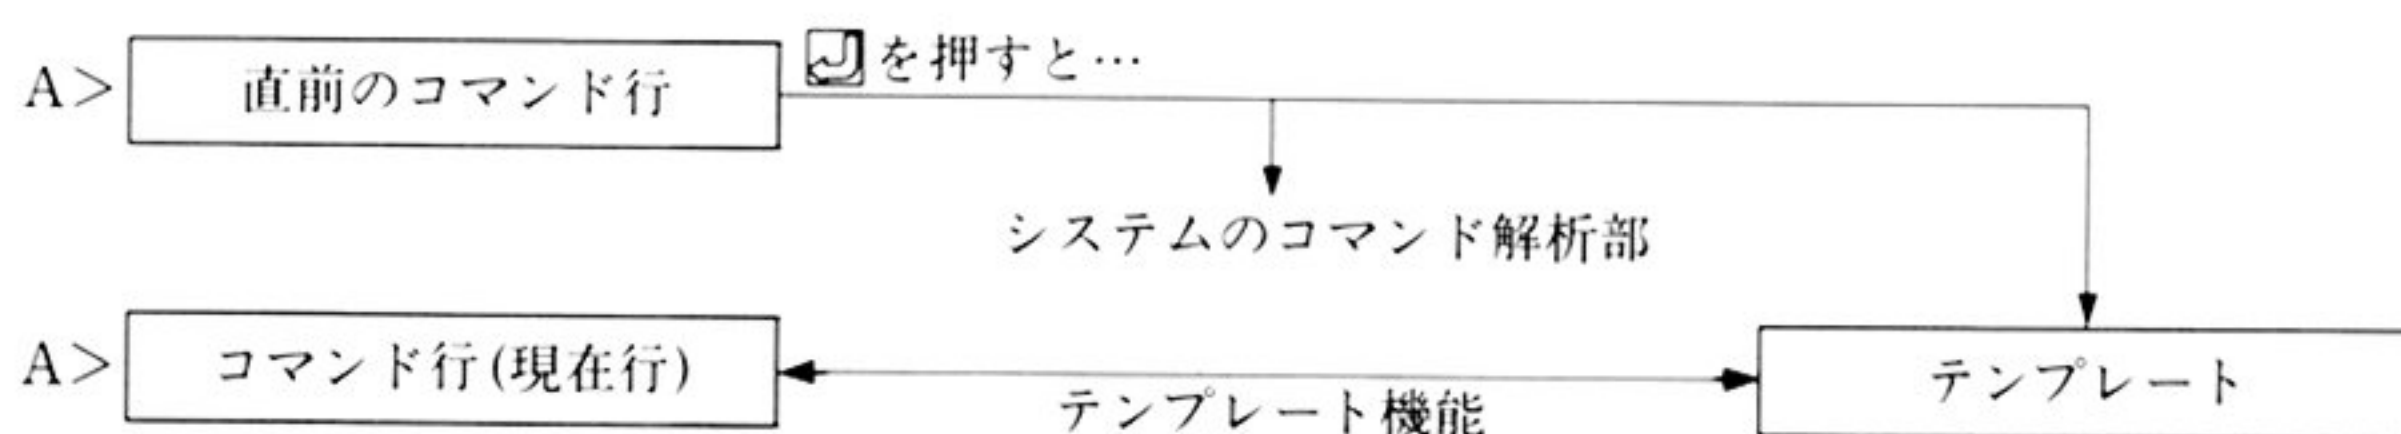 A> 直前のコマンド行 ⏎を押すと…
システムのコマンド解析部
A> コマンド行(現在行) テンプレート機能 テンプレート